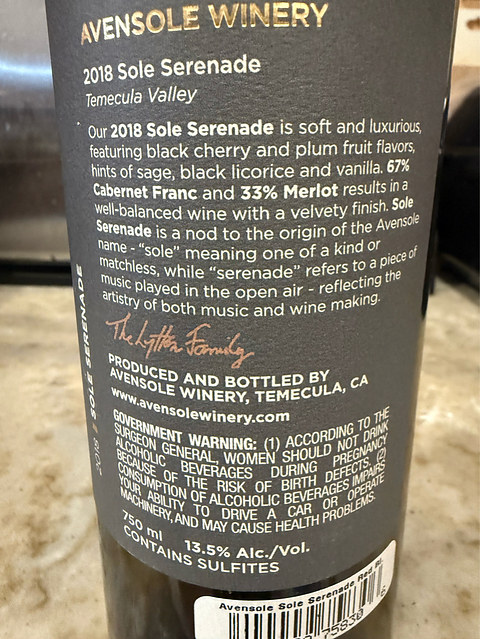 AVENSOLE WINERY
2018 Sole Serenade
Temecula Valley
Our 2018 Sole Serenade is soft and luxurious,
featuring black cherry and plum fruit flavors,
hints of sage, black licorice and vanilla. 67%
Cabernet Franc and 33% Merlot results in a
well-balanced wine with a velvety finish. Sole
Serenade is a nod to the origin of the Avensole
name - “sole” meaning one of a kind or
matchless, while “serenade” refers to a piece of
music played in the open air - reflecting the
artistry of both music and wine making.
The Lytton Family
PRODUCED AND BOTTLED BY
AVENSOLE WINERY, TEMECULA, CA
www.avensolewinery.com
GOVERNMENT WARNING: (1) ACCORDING TO THE
SURGEON GENERAL, WOMEN SHOULD NOT DRINK
ALCOHOLIC BEVERAGES DURING PREGNANCY
BECAUSE OF THE RISK OF BIRTH DEFECTS. (2)
CONSUMPTION OF ALCOHOLIC BEVERAGES IMPAIRS
YOUR ABILITY TO DRIVE A CAR OR OPERATE
MACHINERY, AND MAY CAUSE HEALTH PROBLEMS.
750 ml 13.5% Alc./Vol.
CONTAINS SULFITES
2018 SOLE SERENADE
Avensole Sole Serenade Red Bl
75830 6